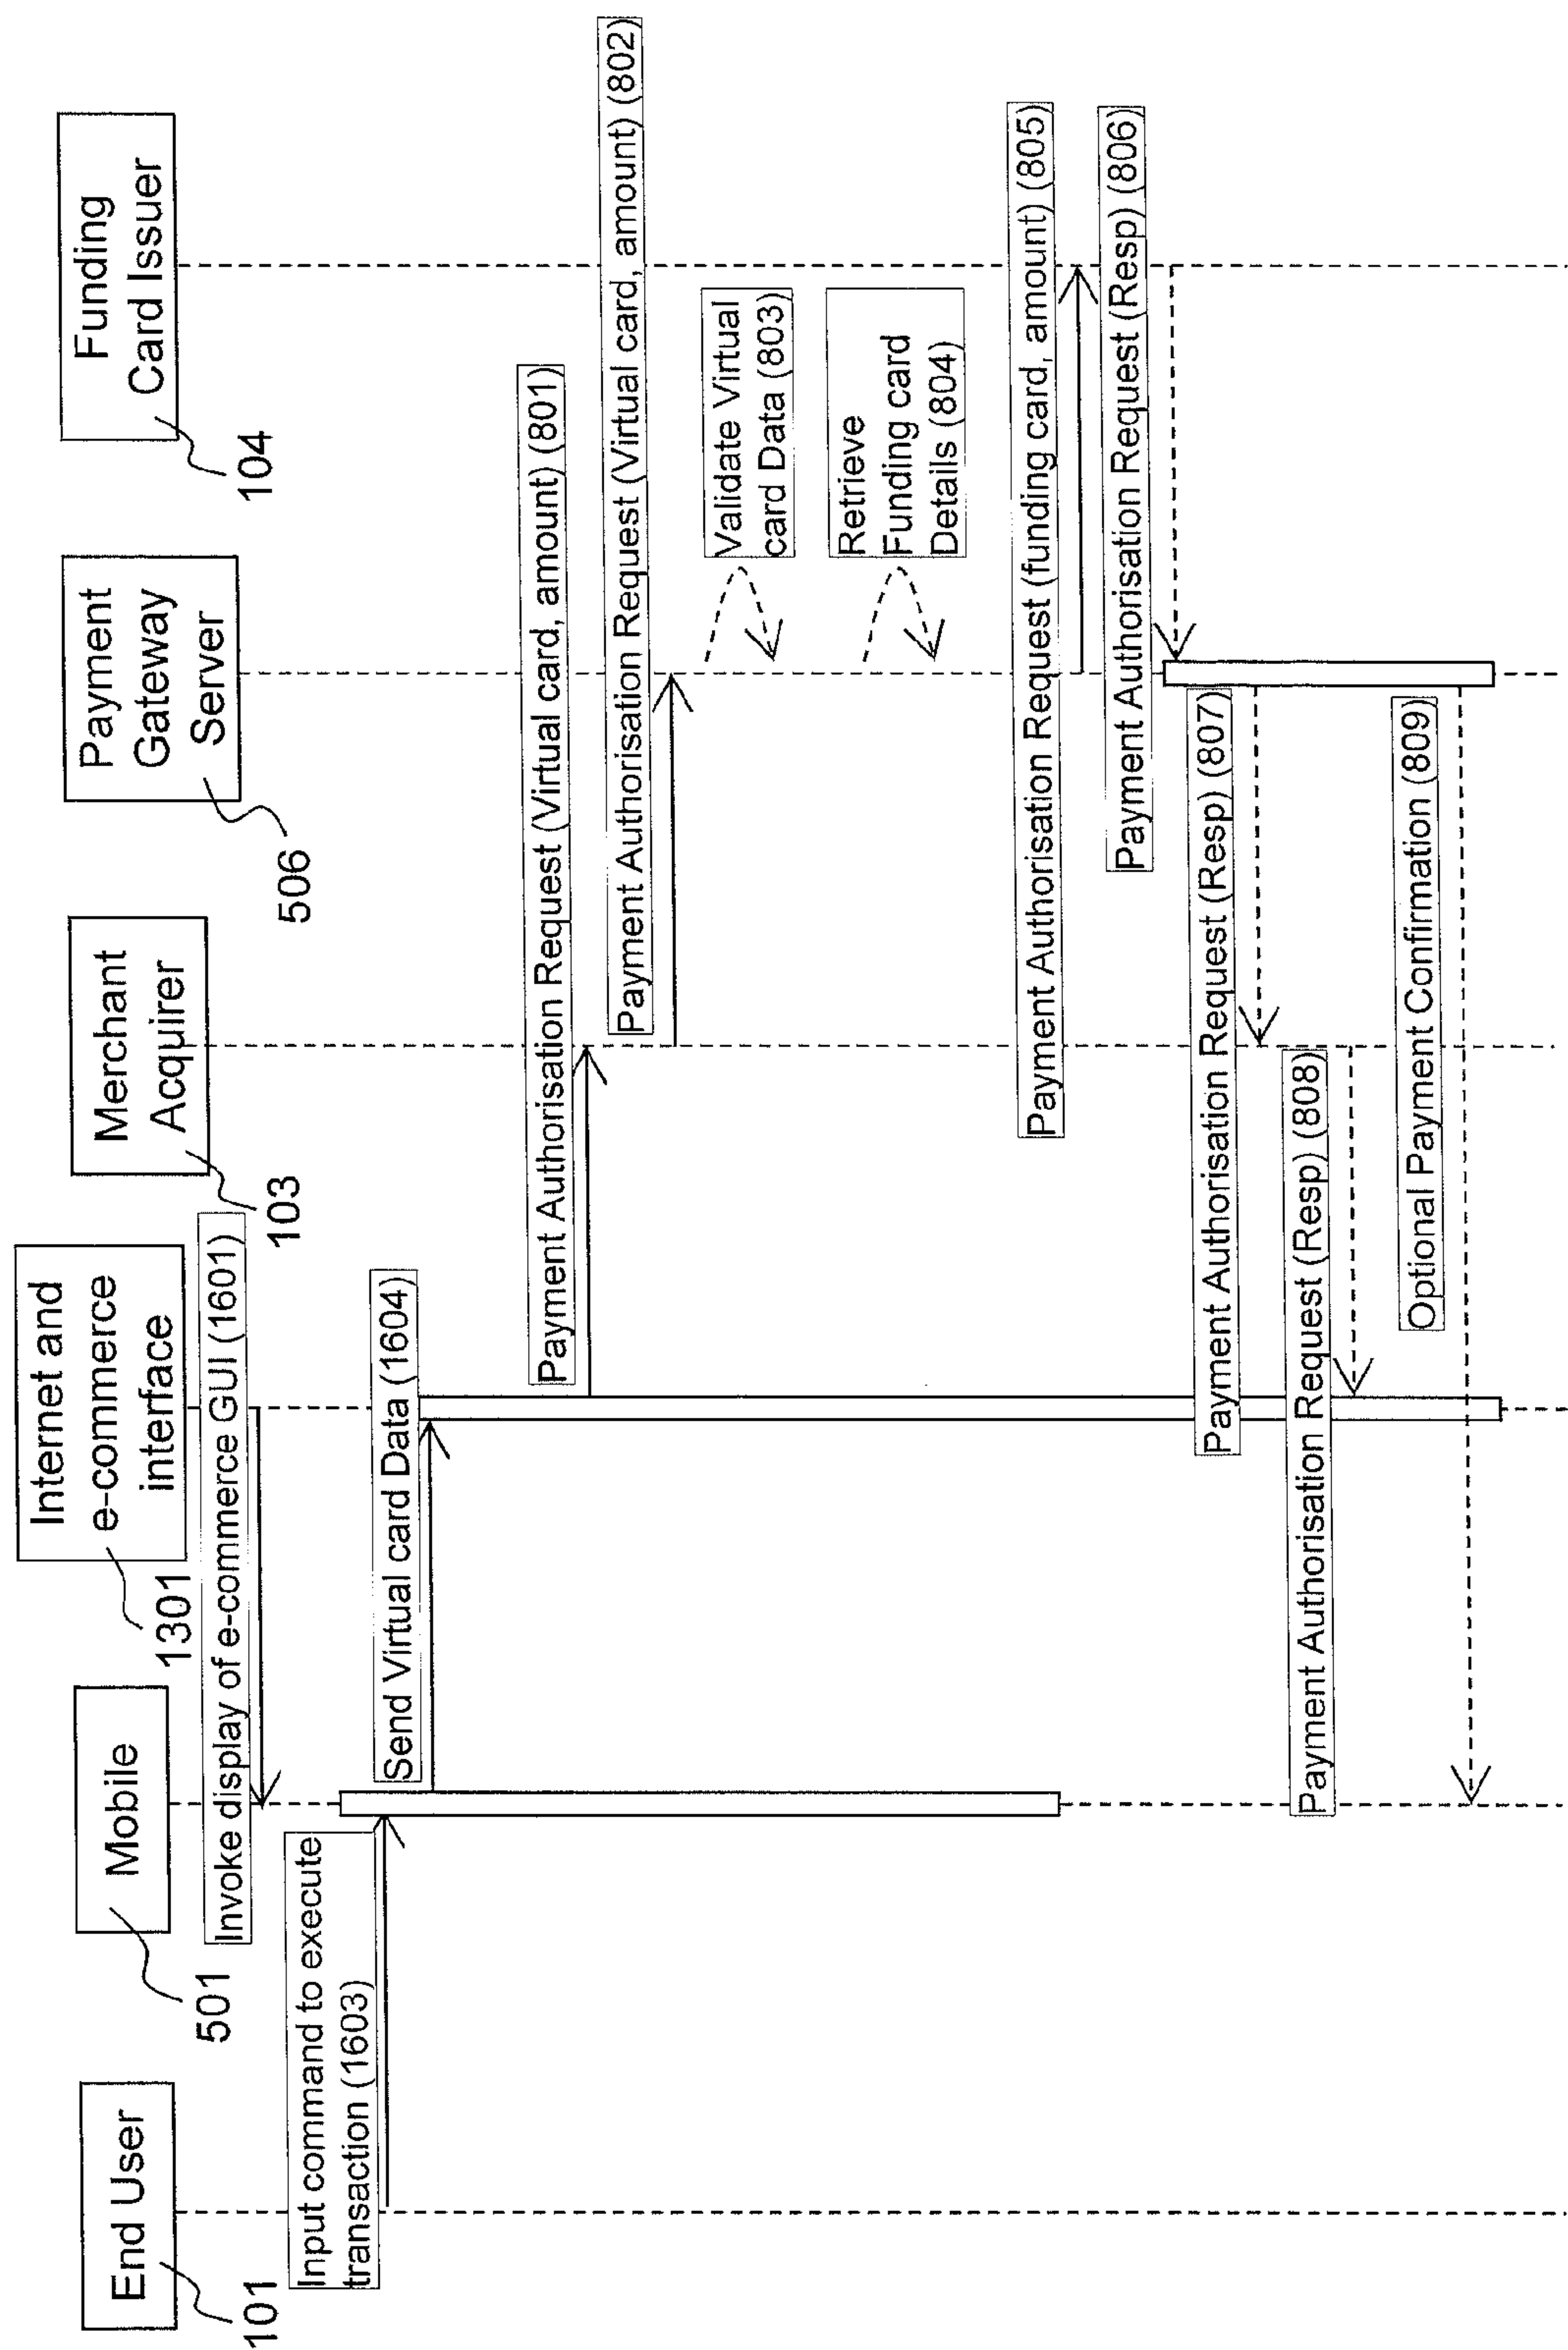 End User
101
Mobile
501
Internet and
e-commerce
interface
1301
Merchant
Acquirer
103
Payment
Gateway
Server
506
Funding
Card Issuer
104
Invoke display of e-commerce GUI (1601)
Input command to execute
transaction (1603)
Send Virtual card Data (1604)
Payment Authorisation Request (Virtual card, amount) (801)
Payment Authorisation Request (Virtual card, amount) (802)
Validate Virtual
card Data (803)
Retrieve
Funding card
Details (804)
Payment Authorisation Request (funding card, amount) (805)
Payment Authorisation Request (Resp) (806)
Payment Authorisation Request (Resp) (807)
Payment Authorisation Request (Resp) (808)
Optional Payment Confirmation (809)